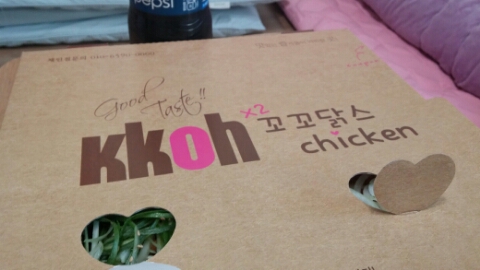 pepsi
Good
Taste!!
KKOh x2 꼬꼬닭스
chicken